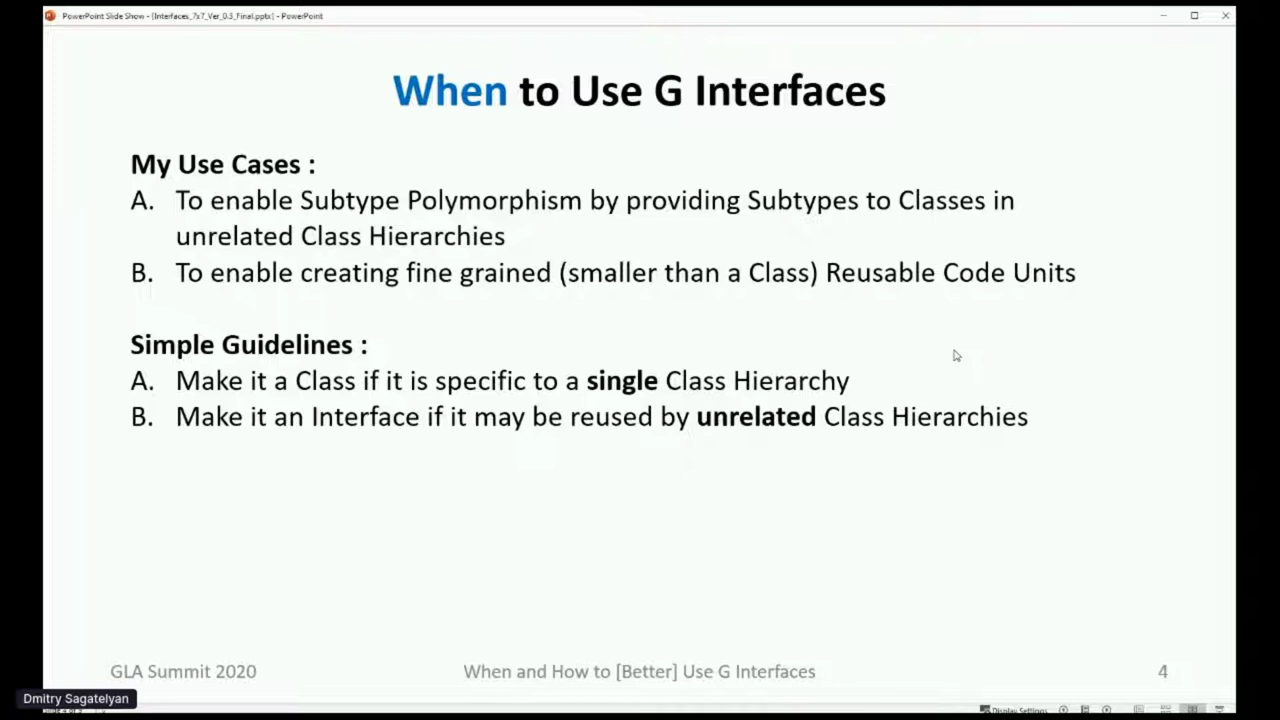 PowerPoint Slide Show - [Interfaces_7x7_Ver_0.3_Final.pptx] - PowerPoint
When to Use G Interfaces
My Use Cases :
A. To enable Subtype Polymorphism by providing Subtypes to Classes in
unrelated Class Hierarchies
B. To enable creating fine grained (smaller than a Class) Reusable Code Units
Simple Guidelines :
A. Make it a Class if it is specific to a single Class Hierarchy
B. Make it an Interface if it may be reused by unrelated Class Hierarchies
GLA Summit 2020
When and How to [Better] Use G Interfaces
4
Dmitry Sagatelyan
Display Settings